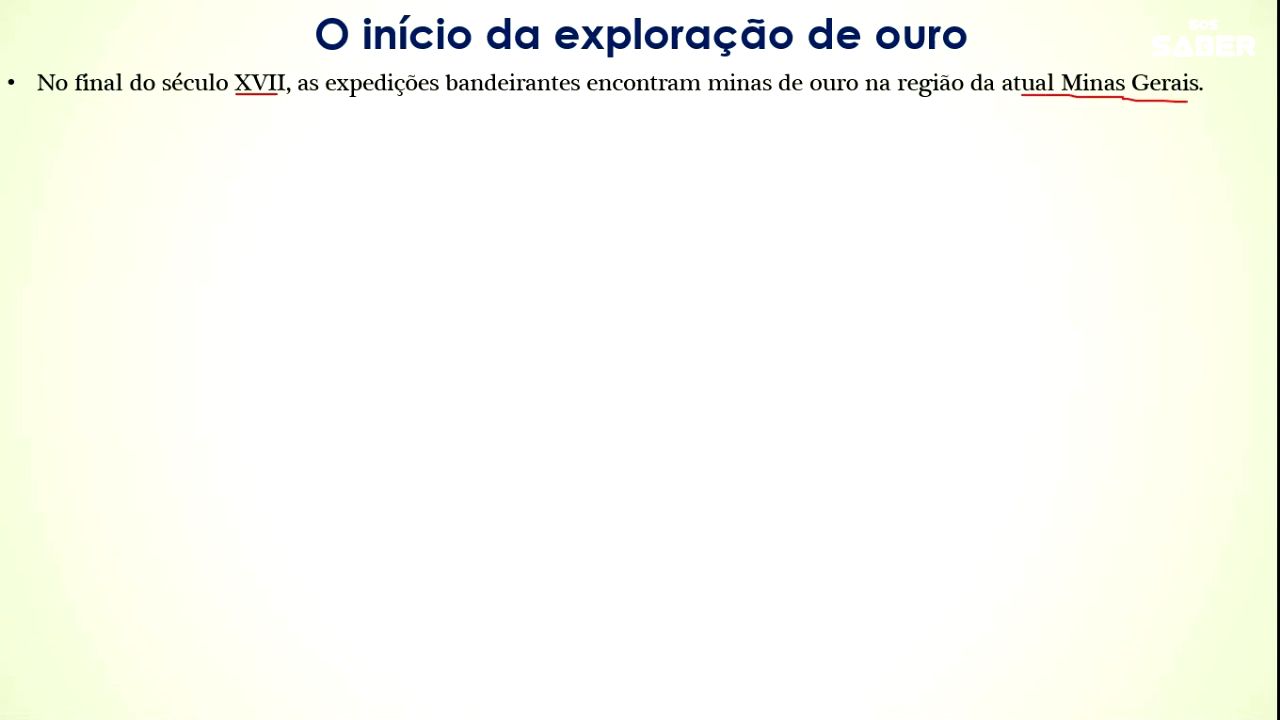 O início da exploração de ouro
SOS
SABER
• No final do século XVII, as expedições bandeirantes encontram minas de ouro na região da atual Minas Gerais.